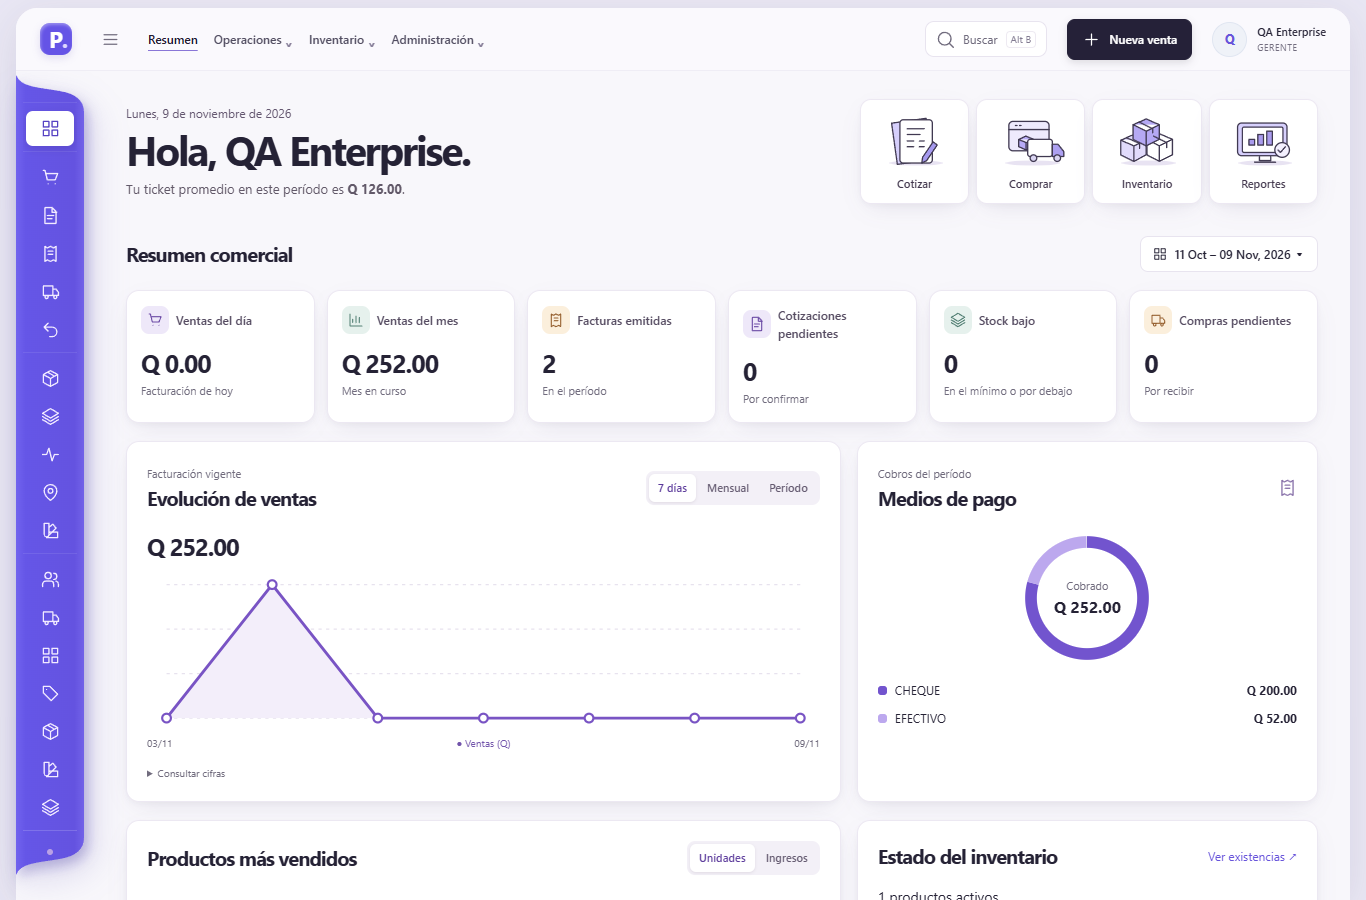 P.
Resumen
Operaciones
Inventario
Administración
Buscar
Alt B
Nueva venta
Q
QA Enterprise
GERENTE
Lunes, 9 de noviembre de 2026
Hola, QA Enterprise.
Tu ticket promedio en este período es Q 126.00.
Cotizar
Comprar
Inventario
Reportes
Resumen comercial
11 Oct – 09 Nov, 2026
Ventas del día
Q 0.00
Facturación de hoy
Ventas del mes
Q 252.00
Mes en curso
Facturas emitidas
2
En el período
Cotizaciones
pendientes
0
Por confirmar
Stock bajo
0
En el mínimo o por debajo
Compras pendientes
0
Por recibir
Facturación vigente
Evolución de ventas
7 días
Mensual
Período
Q 252.00
03/11
Ventas (Q)
09/11
Consultar cifras
Cobros del período
Medios de pago
Cobrado
Q 252.00
CHEQUE
Q 200.00
EFECTIVO
Q 52.00
Productos más vendidos
Unidades
Ingresos
Estado del inventario
Ver existencias ↗
1 productos activos